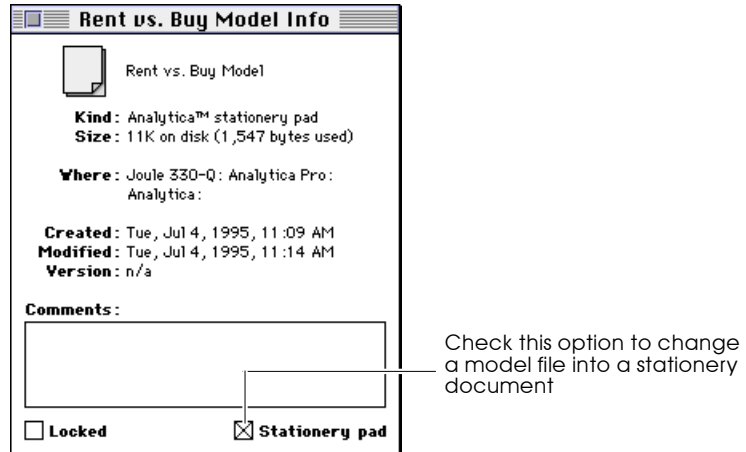 Rent vs. Buy Model Info
Rent vs. Buy Model
Kind: Analytica™ stationery pad
Size: 11K on disk (1,547 bytes used)
Where: Joule 330-Q: Analytica Pro:
Analytica:
Created: Tue, Jul 4, 1995, 11:09 AM
Modified: Tue, Jul 4, 1995, 11:14 AM
Version: n/a
Comments:
Check this option to change
a model file into a stationery
document
Locked
Stationery pad